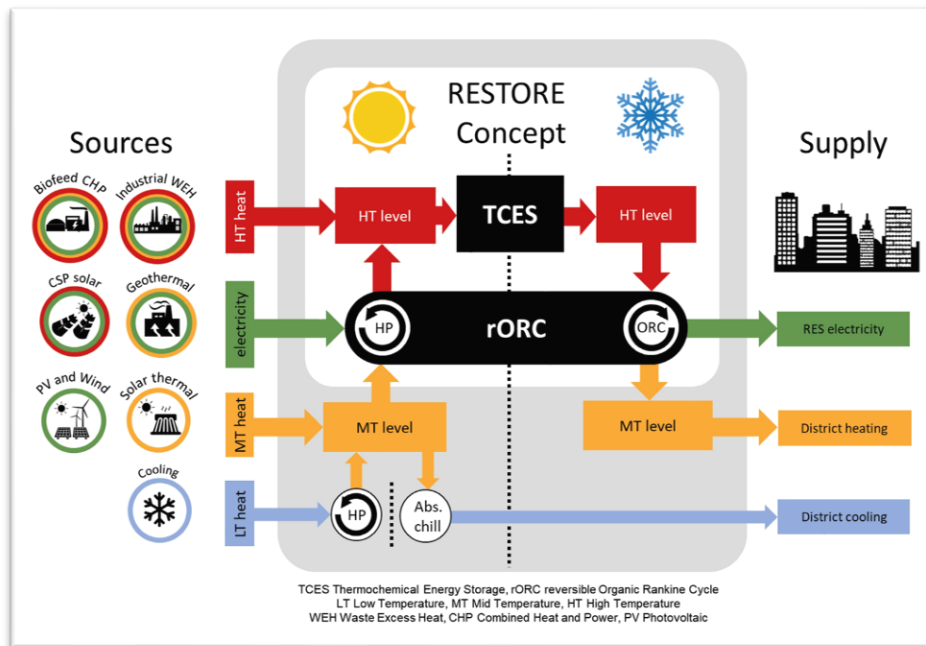 RESTORE
Concept
Sources
Supply
Biofeed CHP
Industrial WEH
HT heat
HT level
TCES
HT level
CSP solar
Geothermal
electricity
HP
rORC
ORC
RES electricity
PV and Wind
Solar thermal
MT heat
MT level
MT level
District heating
Cooling
LT heat
HP
Abs.
chill
District cooling
TCES Thermochemical Energy Storage, rORC reversible Organic Rankine Cycle
LT Low Temperature, MT Mid Temperature, HT High Temperature
WEH Waste Excess Heat, CHP Combined Heat and Power, PV Photovoltaic